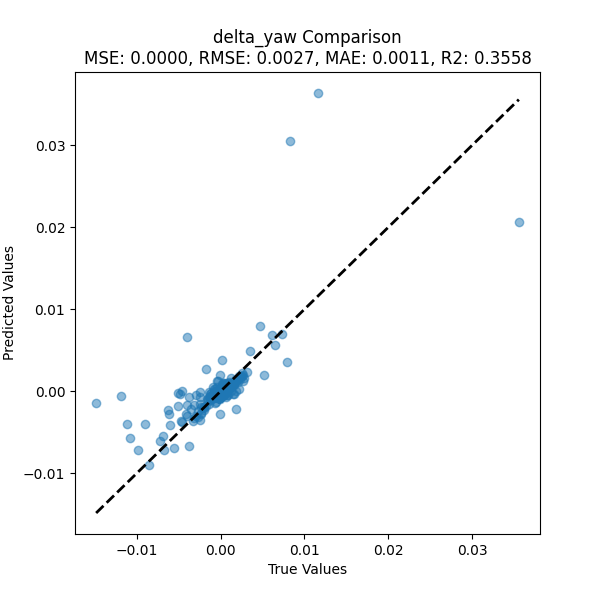 delta_yaw Comparison
MSE: 0.0000, RMSE: 0.0027, MAE: 0.0011, R2: 0.3558
Predicted Values
0.03
0.02
0.01
0.00
−0.01
−0.01 0.00 0.01 0.02 0.03
True Values